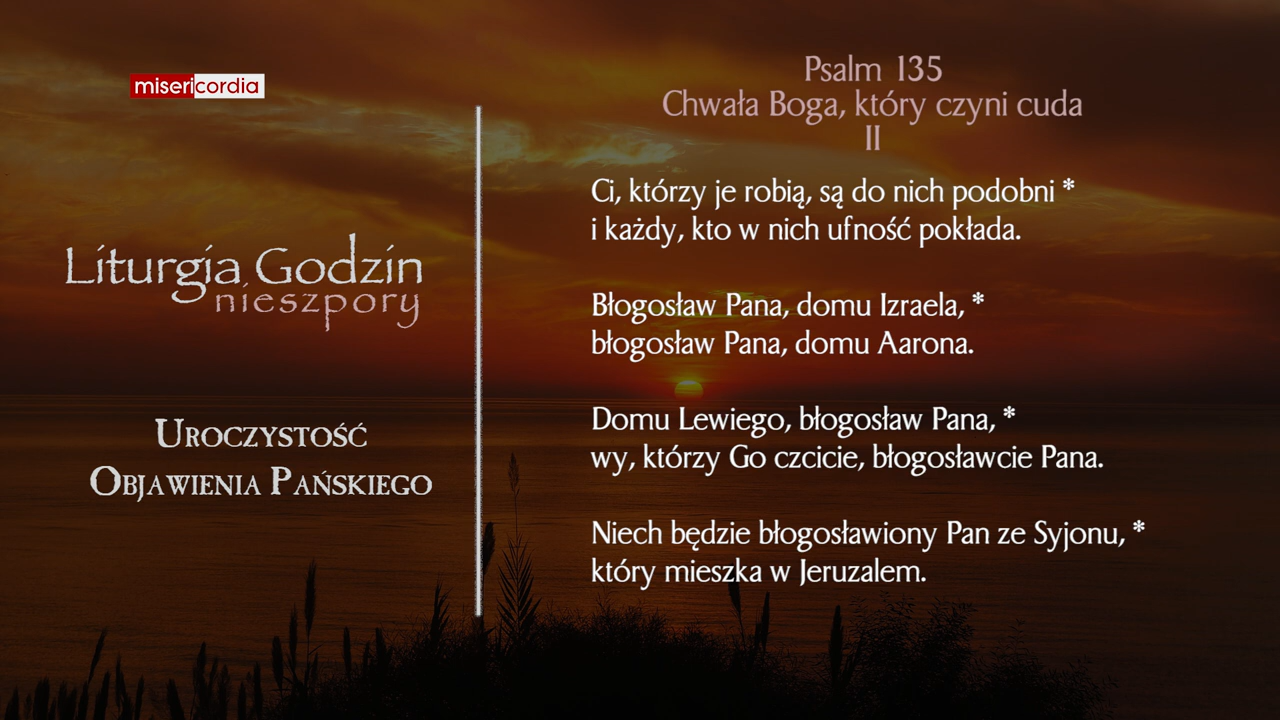 misericordia
Liturgia Godzin
nieszpory
Uroczystość
Objawienia Pańskiego
Psalm 135
Chwała Boga, który czyni cuda
II
Ci, którzy je robią, są do nich podobni *
i każdy, kto w nich ufność pokłada.
Błogosław Pana, domu Izraela, *
błogosław Pana, domu Aarona.
Domu Lewiego, błogosław Pana, *
wy, którzy Go czcicie, błogosławcie Pana.
Niech będzie błogosławiony Pan ze Syjonu, *
który mieszka w Jeruzalem.